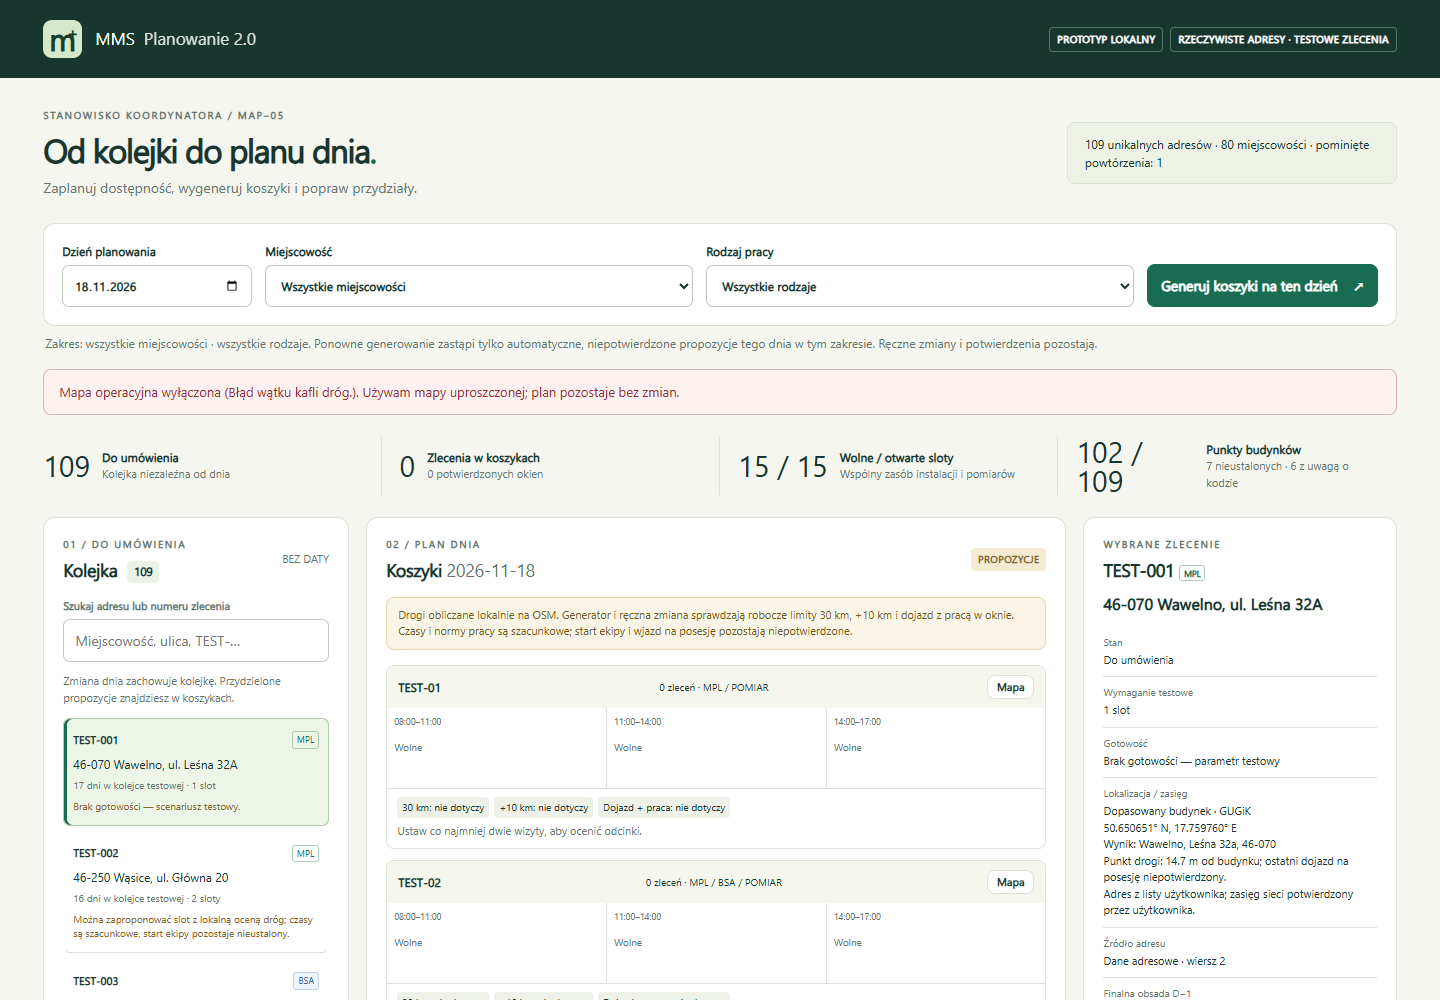 mt MMS Planowanie 2.0
PROTOTYP LOKALNY
RZECZYWISTE ADRESY · TESTOWE ZLECENIA
STANOWISKO KOORDYNATORA / MAP–05
Od kolejki do planu dnia.
Zaplanuj dostępność, wygeneruj koszyki i popraw przydziały.
109 unikalnych adresów · 80 miejscowości · pominięte
powtórzenia: 1
Dzień planowania
18.11.2026
Miejscowość
Wszystkie miejscowości
Rodzaj pracy
Wszystkie rodzaje
Generuj koszyki na ten dzień ↗
Zakres: wszystkie miejscowości · wszystkie rodzaje. Ponowne generowanie zastąpi tylko automatyczne, niepotwierdzone propozycje tego dnia w tym zakresie. Ręczne zmiany i potwierdzenia pozostają.
Mapa operacyjna wyłączona (Błąd wątku kafli dróg.). Używam mapy uproszczonej; plan pozostaje bez zmian.
109
Do umówienia
Kolejka niezależna od dnia
0
Zlecenia w koszykach
0 potwierdzonych okien
15 / 15
Wolne / otwarte sloty
Wspólny zasób instalacji i pomiarów
102 /
109
Punkty budynków
7 nieustalonych · 6 z uwagą o
kodzie
01 / DO UMÓWIENIA
Kolejka 109
BEZ DATY
Szukaj adresu lub numeru zlecenia
Miejscowość, ulica, TEST-...
Zmiana dnia zachowuje kolejkę. Przydzielone
propozycje znajdziesz w koszykach.
TEST-001 MPL
46-070 Wawelno, ul. Leśna 32A
17 dni w kolejce testowej · 1 slot
Brak gotowości — scenariusz testowy.
TEST-002 MPL
46-250 Wąsice, ul. Główna 20
16 dni w kolejce testowej · 2 sloty
Można zaproponować slot z lokalną oceną dróg; czasy
są szacunkowe, start ekipy pozostaje nieustalony.
TEST-003 BSA
02 / PLAN DNIA
Koszyki 2026-11-18
PROPOZYCJE
Drogi obliczane lokalnie na OSM. Generator i ręczna zmiana sprawdzają robocze limity 30 km, +10 km i dojazd z pracą w oknie.
Czasy i normy pracy są szacunkowe; start ekipy i wjazd na posesję pozostają niepotwierdzone.
TEST-01
0 zleceń · MPL / POMIAR
Mapa
08:00–11:00
Wolne
11:00–14:00
Wolne
14:00–17:00
Wolne
30 km: nie dotyczy
+10 km: nie dotyczy
Dojazd + praca: nie dotyczy
Ustaw co najmniej dwie wizyty, aby ocenić odcinki.
TEST-02
0 zleceń · MPL / BSA / POMIAR
Mapa
08:00–11:00
Wolne
11:00–14:00
Wolne
14:00–17:00
Wolne
WYBRANE ZLECENIE
TEST-001 MPL
46-070 Wawelno, ul. Leśna 32A
Stan
Do umówienia
Wymaganie testowe
1 slot
Gotowość
Brak gotowości — parametr testowy
Lokalizacja / zasięg
Dopasowany budynek · GUGiK
50.650651° N, 17.759760° E
Wynik: Wawelno, Leśna 32a, 46-070
Punkt drogi: 14.7 m od budynku; ostatni dojazd na
posesję niepotwierdzony.
Adres z listy użytkownika; zasięg sieci potwierdzony
przez użytkownika.
Źródło adresu
Dane adresowe · wiersz 2
Finalna obsada D–1